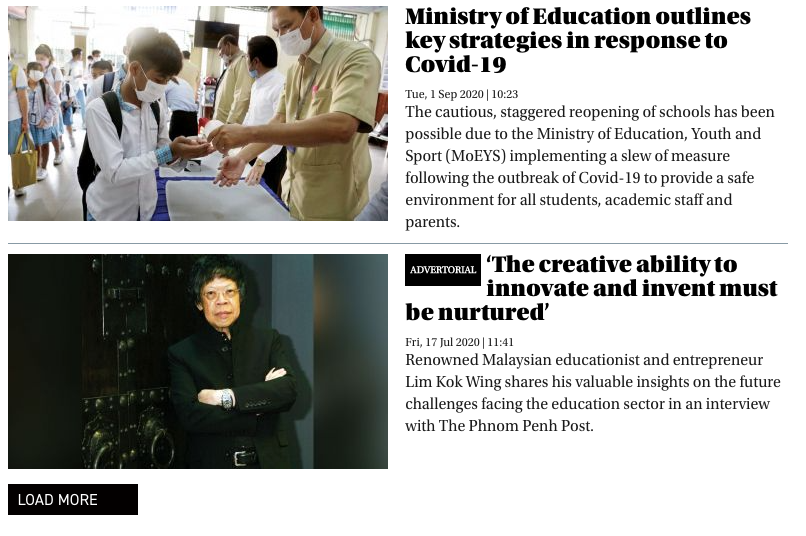 Ministry of Education outlines
key strategies in response to
Covid-19
Tue, 1 Sep 2020 | 10:23
The cautious, staggered reopening of schools has been
possible due to the Ministry of Education, Youth and
Sport (MoEYS) implementing a slew of measure
following the outbreak of Covid-19 to provide a safe
environment for all students, academic staff and
parents.
ADVERTORIAL ‘The creative ability to
innovate and invent must
be nurtured’
Fri, 17 Jul 2020 | 11:41
Renowned Malaysian educationist and entrepreneur
Lim Kok Wing shares his valuable insights on the future
challenges facing the education sector in an interview
with The Phnom Penh Post.
LOAD MORE